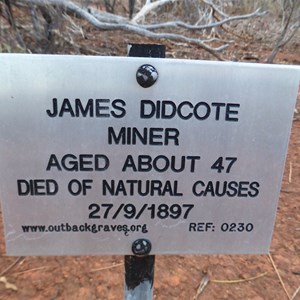 JAMES DIDCOTE
MINER
AGED ABOUT 47
DIED OF NATURAL CAUSES
27/9/1897
www.outbackgraves.org REF: 0230